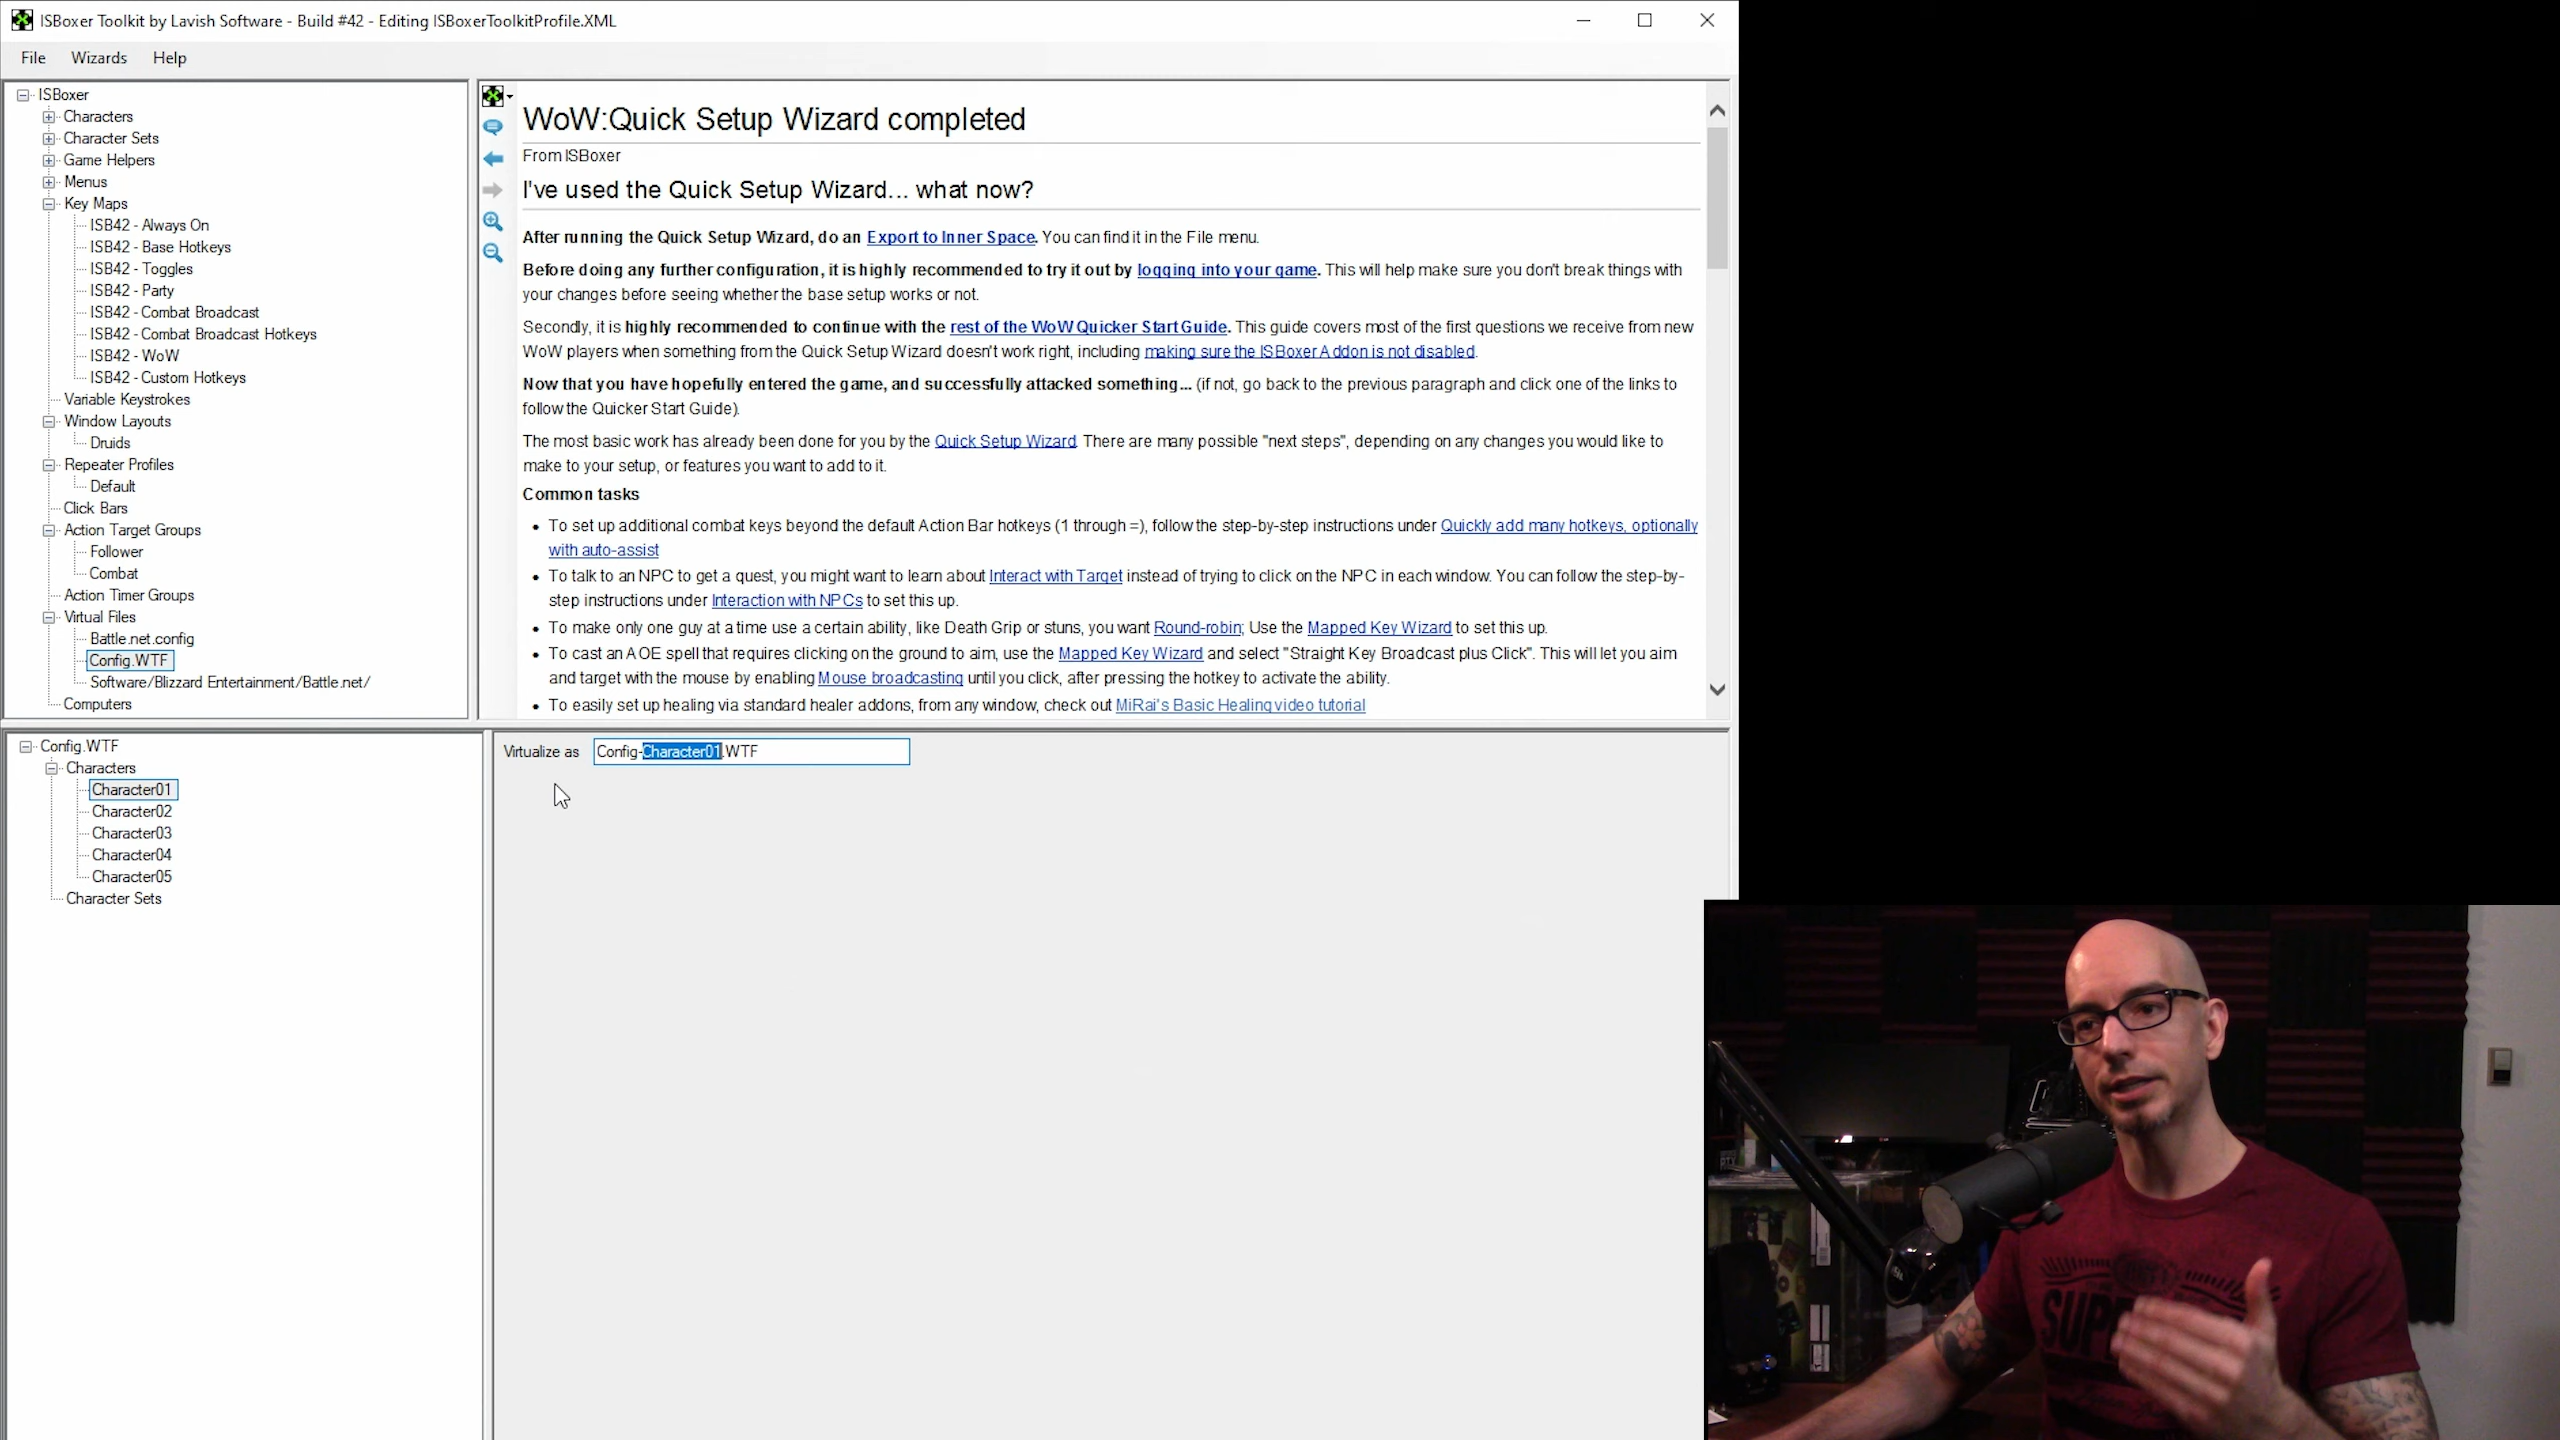 ISBoxer Toolkit by Lavish Software - Build #42 - Editing ISBoxerToolkitProfile.XML
File Wizards Help
ISBoxer
Characters
Character Sets
Game Helpers
Menus
Key Maps
ISB42 - Always On
ISB42 - Base Hotkeys
ISB42 - Toggles
ISB42 - Party
ISB42 - Combat Broadcast
ISB42 - Combat Broadcast Hotkeys
ISB42 - WoW
ISB42 - Custom Hotkeys
Variable Keystrokes
Window Layouts
Druids
Repeater Profiles
Default
Click Bars
Action Target Groups
Follower
Combat
Action Timer Groups
Virtual Files
Battle.net.config
Config.WTF
Software/Blizzard Entertainment/Battle.net/
Computers
WoW:Quick Setup Wizard completed
From ISBoxer
I've used the Quick Setup Wizard... what now?
After running the Quick Setup Wizard, do an Export to Inner Space. You can find it in the File menu.
Before doing any further configuration, it is highly recommended to try it out by logging into your game. This will help make sure you don't break things with
your changes before seeing whether the base setup works or not.
Secondly, it is highly recommended to continue with the rest of the WoW Quicker Start Guide. This guide covers most of the first questions we receive from new
WoW players when something from the Quick Setup Wizard doesn't work right, including making sure the ISBoxer Addon is not disabled.
Now that you have hopefully entered the game, and successfully attacked something... (if not, go back to the previous paragraph and click one of the links to
follow the Quicker Start Guide).
The most basic work has already been done for you by the Quick Setup Wizard. There are many possible "next steps", depending on any changes you would like to
make to your setup, or features you want to add to it.
Common tasks
To set up additional combat keys beyond the default Action Bar hotkeys (1 through =), follow the step-by-step instructions under Quickly add many hotkeys, optionally
with auto-assist
To talk to an NPC to get a quest, you might want to learn about Interact with Target instead of trying to click on the NPC in each window. You can follow the step-by-
step instructions under Interaction with NPCs to set this up.
To make only one guy at a time use a certain ability, like Death Grip or stuns, you want Round-robin; Use the Mapped Key Wizard to set this up.
To cast an AOE spell that requires clicking on the ground to aim, use the Mapped Key Wizard and select "Straight Key Broadcast plus Click". This will let you aim
and target with the mouse by enabling Mouse broadcasting until you click, after pressing the hotkey to activate the ability.
To easily set up healing via standard healer addons, from any window, check out MiRai's Basic Healing video tutorial
Config.WTF
Characters
Character01
Character02
Character03
Character04
Character05
Character Sets
Virtualize as Config-Character01.WTF